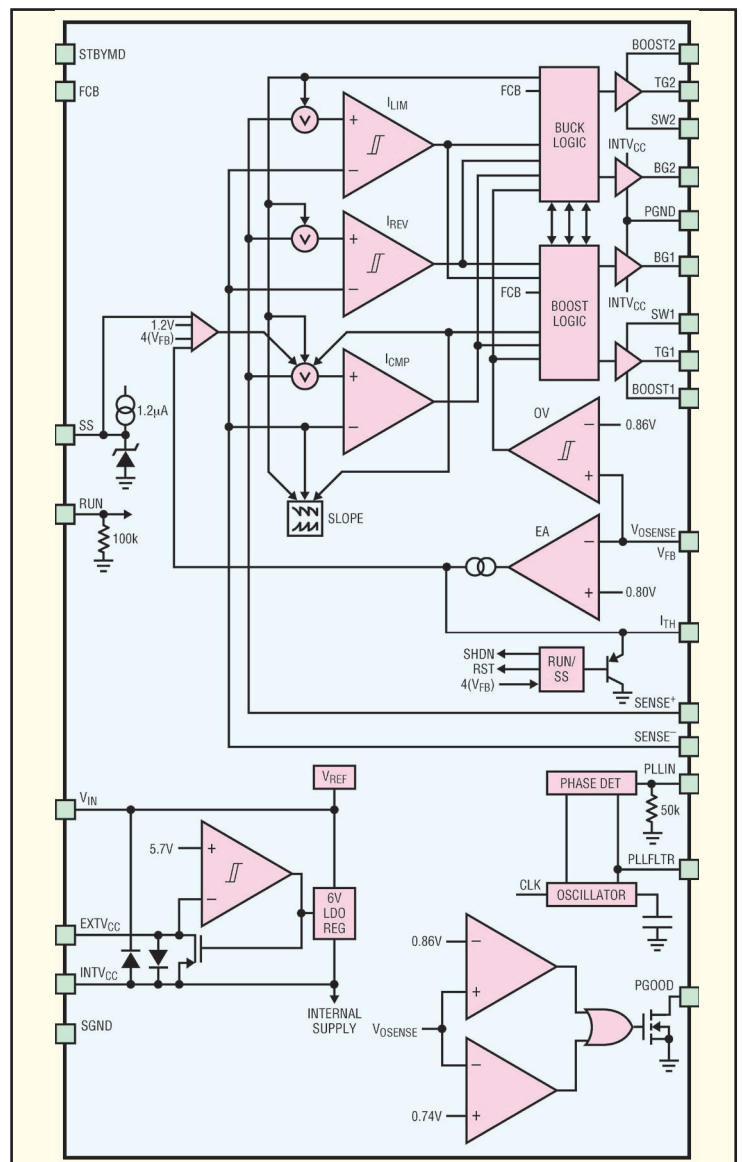 STBYMD
FCB
BOOST2
TG2
SW2
INTVCC
BG2
PGND
BG1
INTVCC
SW1
TG1
BOOST1
ILIM
+
−
FCB
BUCK
LOGIC
IREV
+
−
FCB
BOOST
LOGIC
V
V
V
1.2V
4(VFB)
ICMP
+
−
1.2µA
SS
RUN
100k
SLOPE
OV
−
0.86V
+
EA
−
+
0.80V
VOSENSE
VFB
ITH
SHDN
RST
4(VFB)
RUN/
SS
SENSE+
SENSE−
VREF
VIN
5.7V
+
−
6V
LDO
REG
EXTVCC
INTVCC
SGND
INTERNAL
SUPPLY
PLLIN
PHASE DET
50k
PLLFLTR
CLK
OSCILLATOR
0.86V
−
+
VOSENSE
−
0.74V
+
PGOOD